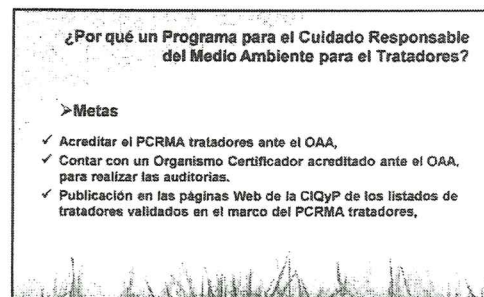 ¿Por qué un Programa para el Cuidado Responsable
del Medio Ambiente para el Tratadores?
➢Metas
✓ Acreditar el PCRMA tratadores ante el OAA,
✓ Contar con un Organismo Certificador acreditado ante el OAA,
para realizar las auditorias.
✓ Publicación en las páginas Web de la CIQyP de los listados de
tratadores validados en el marco del PCRMA tratadores,